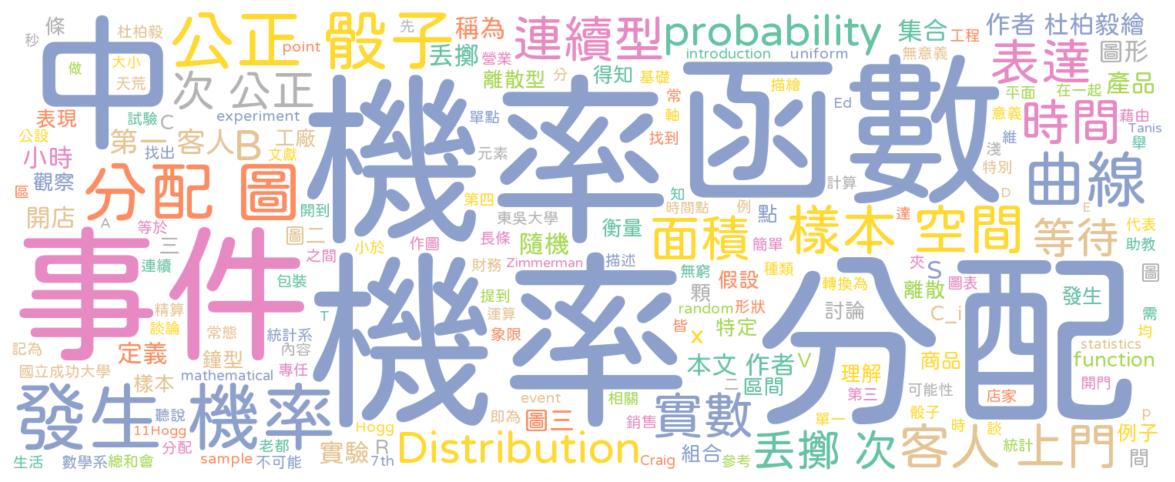 秒 條 杜柏毅 先 point 丟擲 稱為 連續型 probability 集合 工程 作者 杜柏毅繪
中 公正 骰子 營業 introduction uniform 無意義 表達 圖形
做 大小 天荒 次 公正 離散型 分 得知 基礎 描繪 平面 在一起 產品
表現 試驗 C experiment 機率 函數 單點 常 軸 找到 Ed 意義 維 藉由 Tanis
公設 找出 第一 客人 B 工廠 文獻 元素 淺 特別 時間 舉
小時 觀察 區 分配 圖 計算 曲線
開店 A 等於 圖二 開到 第四 東吳大學 知 時間點 例 達 D E 代表
事件 三 之間 小於 作圖 長條 隨機 衡量 面積 點 簡單 樣本 空間 等待 助教
連續 包裝 財務 Zimmerman 描述 無窮 假設 種類 轉換為 夾 S 圖表 圖
精算 T 提到 顆 離散 發生
談論 常態 統計系 運算 象限 random 形狀 機率 分配 討論 C_i 需
記為 定義 鐘型 內容 皆 x 特定 均 statistics
國立成功大學 樣本 mathematical 專任 本文 作者 V 理解 商品 function
發生 機率 event 相關 二 區間 第三 可能性 店家 開門
聽說 11Hogg 即為 圖三 銷售 實數 單一 骰子 時 談 p
分配 Hogg Distribution 丟擲 次 客人 上門 例子
生活 數學系 總和會 老都 sample 不可能 實驗 R 7th Craig 組合 參考 統計 間